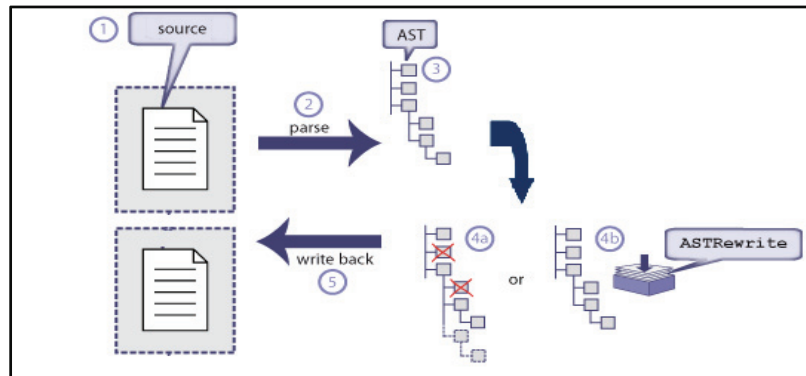 1
source
AST
3
2
parse
4a
or
4b
ASTRewrite
write back
5